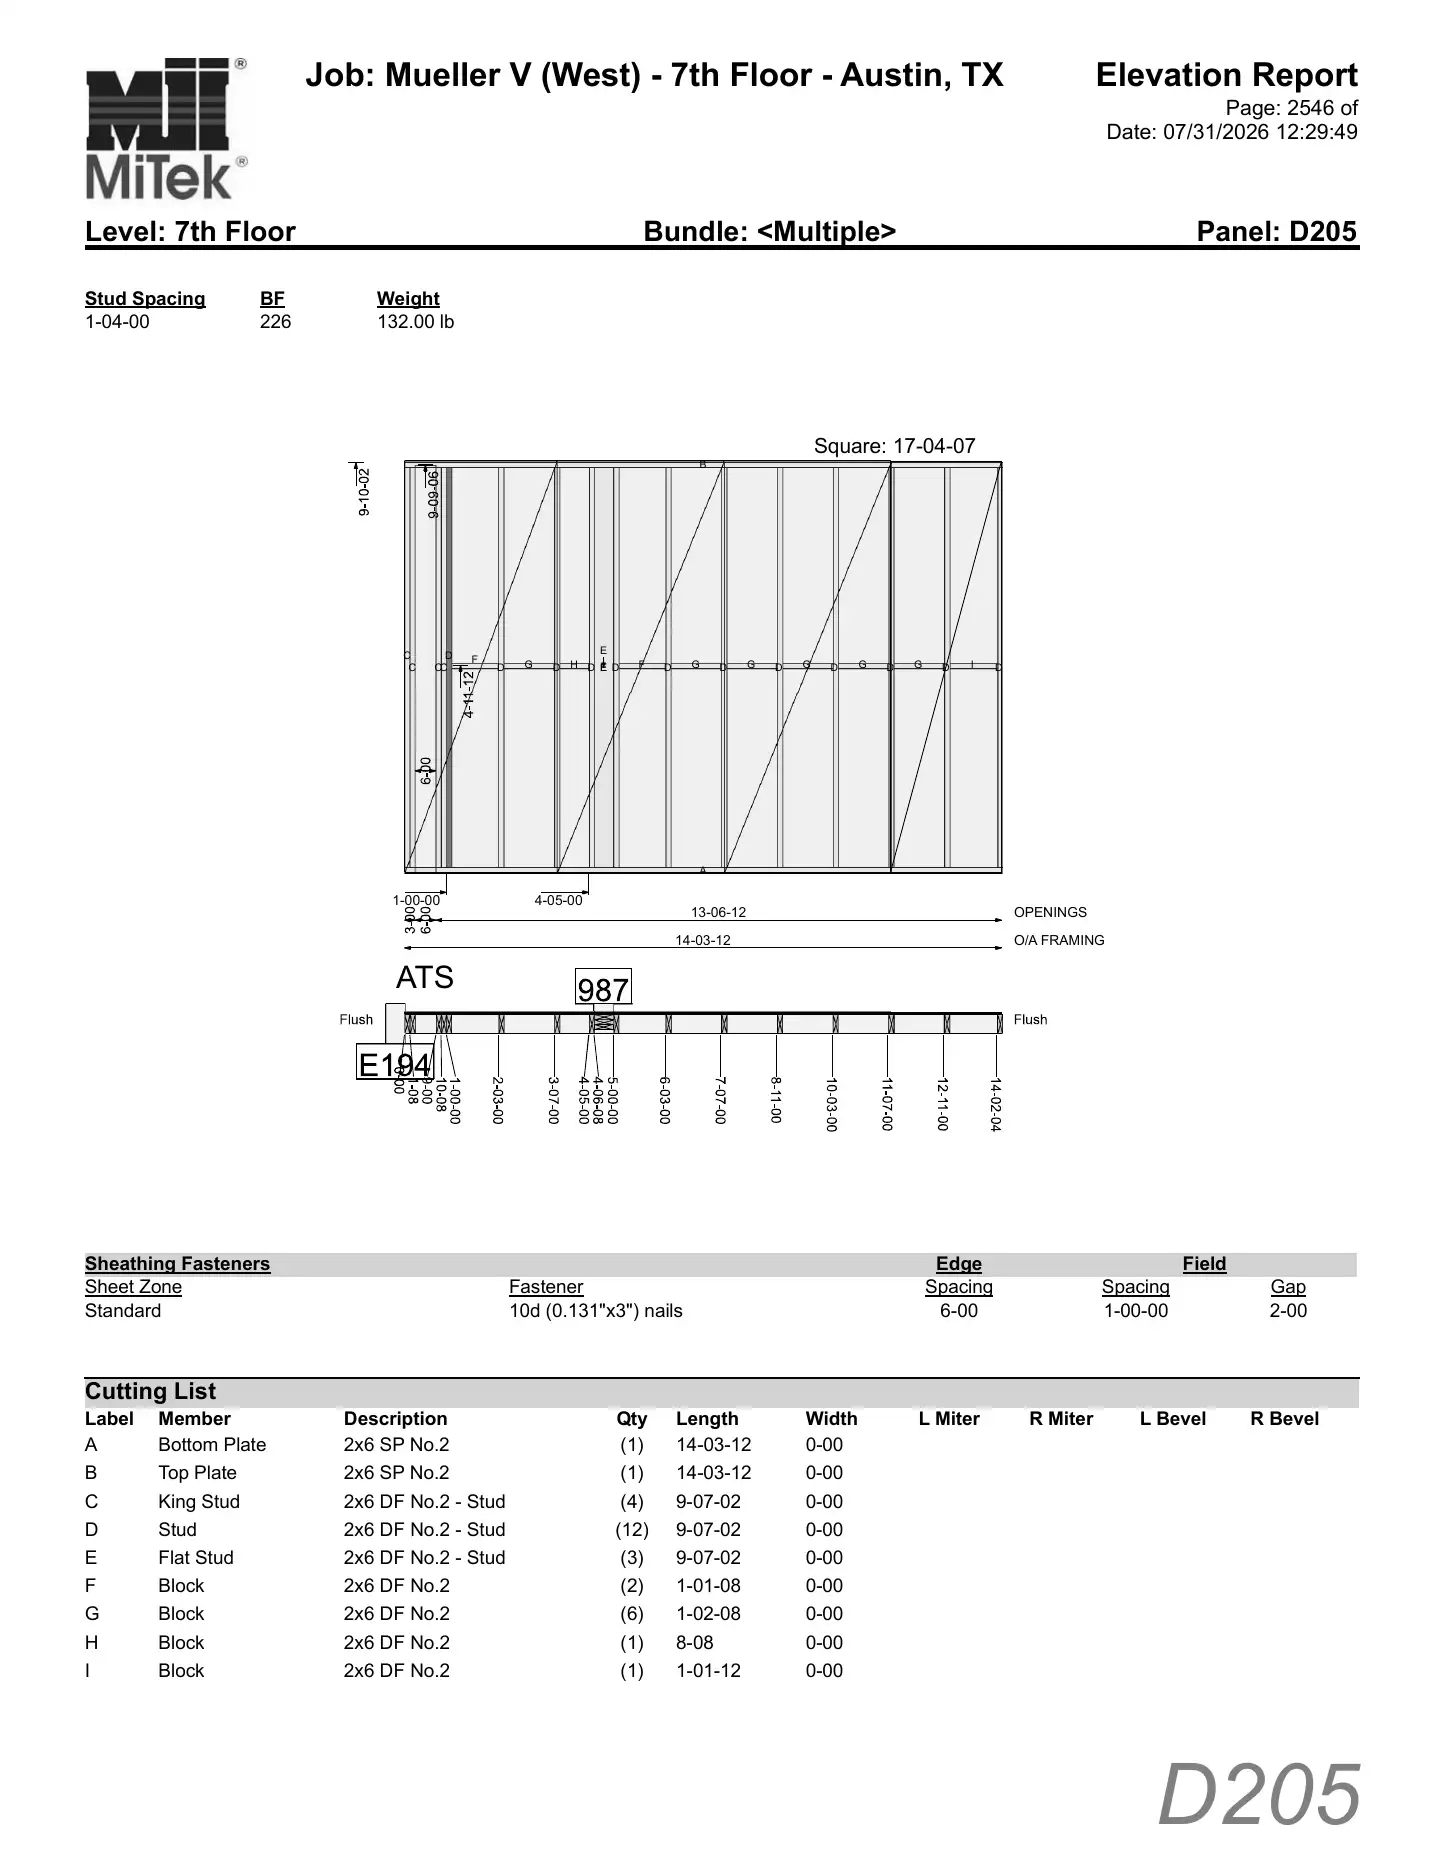 MiTek®
Job: Mueller V (West) - 7th Floor - Austin, TX
Elevation Report
Page: 2546 of
Date: 07/31/2026 12:29:49
Level: 7th Floor Bundle: <Multiple> Panel: D205
Stud Spacing BF Weight
1-04-00 226 132.00 lb
Square: 17-04-07
B
9-10-02
9-09-06
C C C C D F D G D H D E E D F D G D G D G D G D G D I D
4-11-12
6-00
A
1-00-00 4-05-00
3-00 6-00 13-06-12 OPENINGS
14-03-12 O/A FRAMING
ATS 987
Flush Flush
E194
0-00 1-08 9-00 10-08 1-00-00 2-03-00 3-07-00 4-05-00 4-06-08 5-00-00 6-03-00 7-07-00 8-11-00 10-03-00 11-07-00 12-11-00 14-02-04
Sheathing Fasteners Edge Field
Sheet Zone Fastener Spacing Spacing Gap
Standard 10d (0.131"x3") nails 6-00 1-00-00 2-00
Cutting List
Label Member Description Qty Length Width L Miter R Miter L Bevel R Bevel
A Bottom Plate 2x6 SP No.2 (1) 14-03-12 0-00
B Top Plate 2x6 SP No.2 (1) 14-03-12 0-00
C King Stud 2x6 DF No.2 - Stud (4) 9-07-02 0-00
D Stud 2x6 DF No.2 - Stud (12) 9-07-02 0-00
E Flat Stud 2x6 DF No.2 - Stud (3) 9-07-02 0-00
F Block 2x6 DF No.2 (2) 1-01-08 0-00
G Block 2x6 DF No.2 (6) 1-02-08 0-00
H Block 2x6 DF No.2 (1) 8-08 0-00
I Block 2x6 DF No.2 (1) 1-01-12 0-00
D205